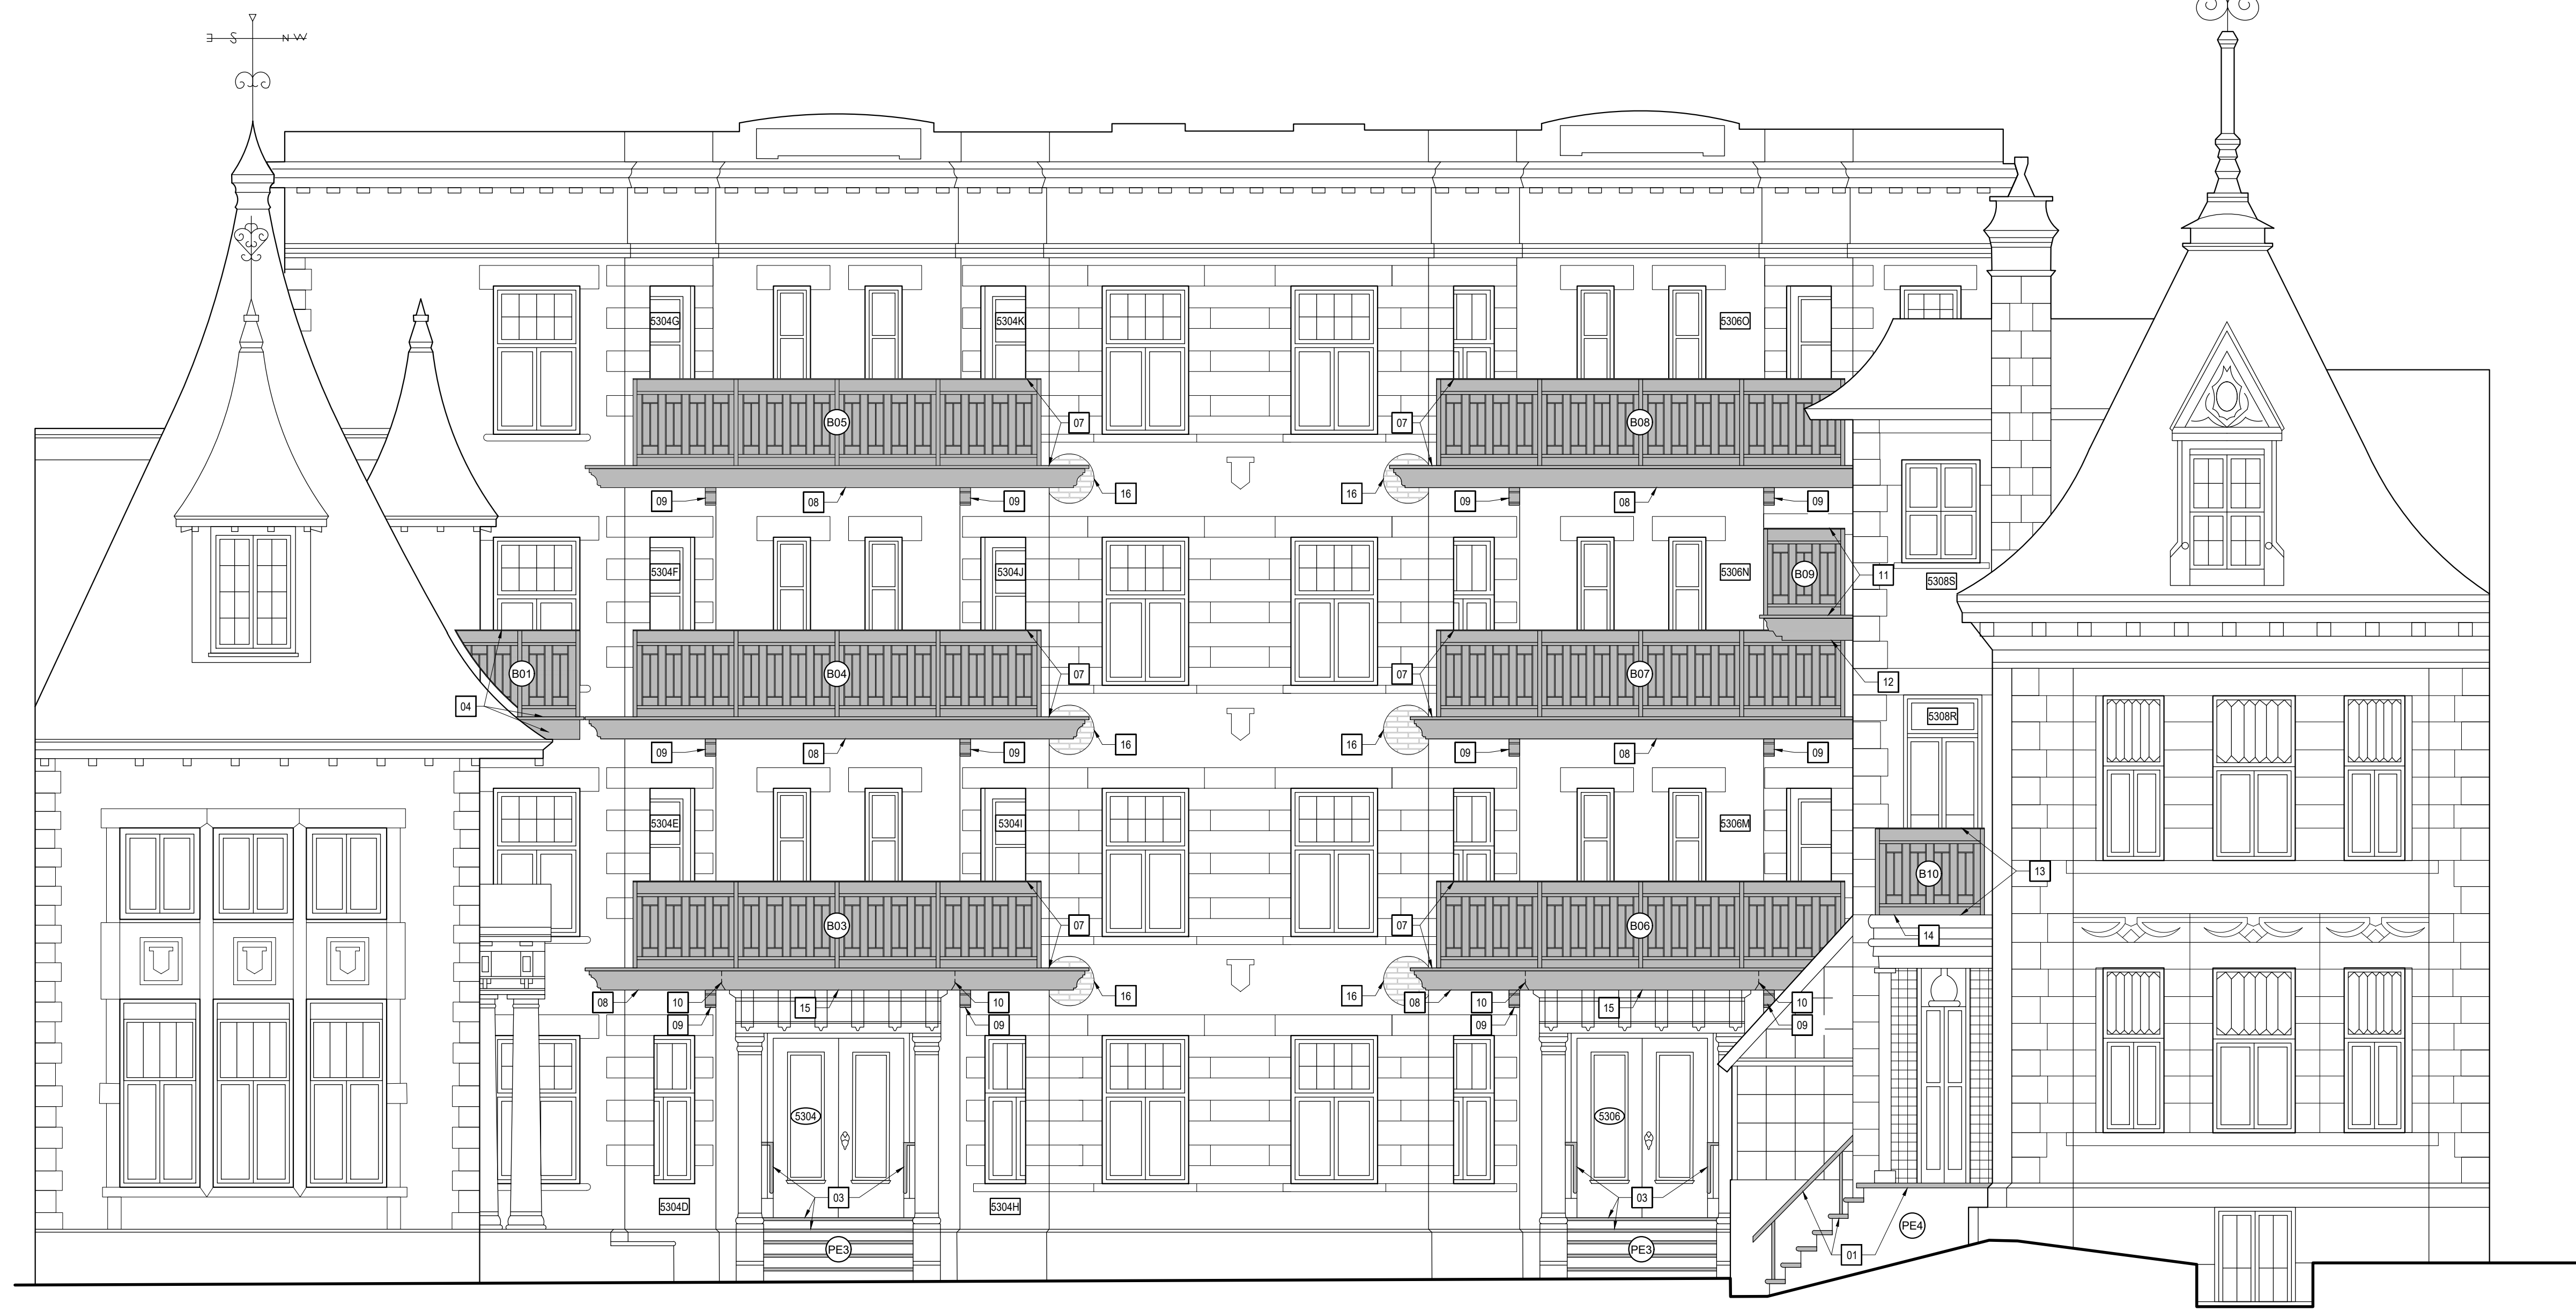 E S N W
5304G
5304K
5306O
B05
B08
07
07
16
16
09
08
09
09
08
09
5304F
5304J
5306N
B09
11
5308S
B01
B04
07
07
B07
12
04
5308R
16
16
09
08
09
09
08
09
5304E
5304I
5306M
B10
13
B03
07
07
B06
14
16
16
08
10
15
10
08
10
15
10
09
09
09
09
5304
5306
03
03
5304D
5304H
PE4
PE3
PE3
01